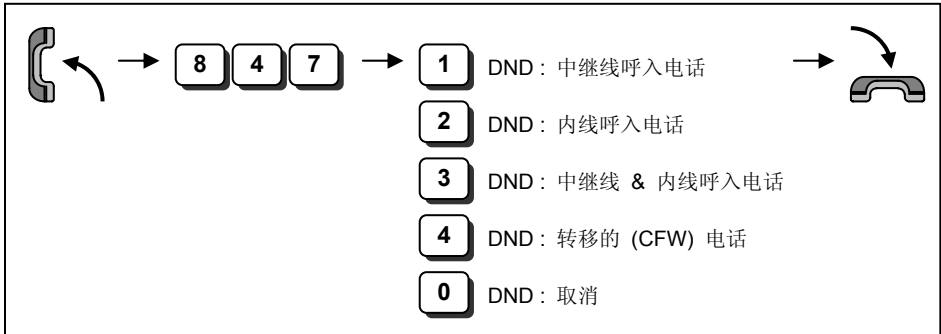 8 4 7 1 DND : 中继线呼入电话
2 DND : 内线呼入电话
3 DND : 中继线 & 内线呼入电话
4 DND : 转移的 (CFW) 电话
0 DND : 取消